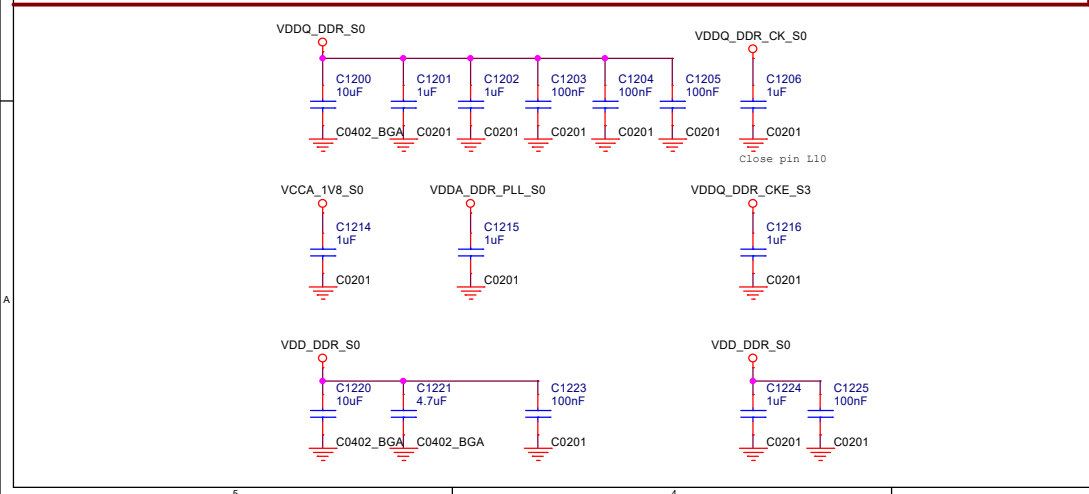 VDDQ_DDR_S0
VDDQ_DDR_CK_S0
C1200
10uF
C0402_BGA
C1201
1uF
C0201
C1202
1uF
C0201
C1203
100nF
C0201
C1204
100nF
C0201
C1205
100nF
C0201
C1206
1uF
C0201
Close pin L10
VCCA_1V8_S0
VDDA_DDR_PLL_S0
VDDQ_DDR_CKE_S3
C1214
1uF
C0201
C1215
1uF
C0201
C1216
1uF
C0201
A
VDD_DDR_S0
VDD_DDR_S0
C1220
10uF
C0402_BGA
C1221
4.7uF
C0402_BGA
C1223
100nF
C0201
C1224
1uF
C0201
C1225
100nF
C0201
5
4